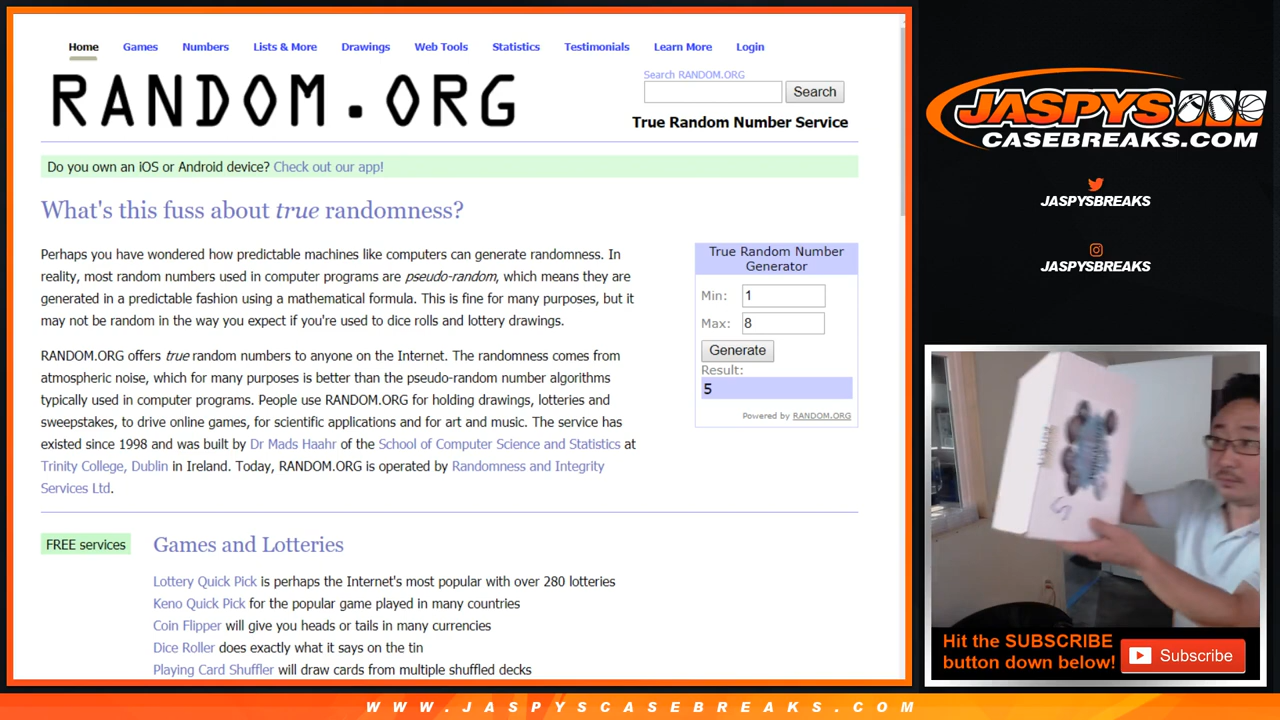 Home Games Numbers Lists & More Drawings Web Tools Statistics Testimonials Learn More Login
RANDOM.ORG
Search RANDOM.ORG
Search
True Random Number Service
Do you own an iOS or Android device? Check out our app!
What's this fuss about true randomness?
Perhaps you have wondered how predictable machines like computers can generate randomness. In
reality, most random numbers used in computer programs are pseudo-random, which means they are
generated in a predictable fashion using a mathematical formula. This is fine for many purposes, but it
may not be random in the way you expect if you're used to dice rolls and lottery drawings.
RANDOM.ORG offers true random numbers to anyone on the Internet. The randomness comes from
atmospheric noise, which for many purposes is better than the pseudo-random number algorithms
typically used in computer programs. People use RANDOM.ORG for holding drawings, lotteries and
sweepstakes, to drive online games, for scientific applications and for art and music. The service has
existed since 1998 and was built by Dr Mads Haahr of the School of Computer Science and Statistics at
Trinity College, Dublin in Ireland. Today, RANDOM.ORG is operated by Randomness and Integrity
Services Ltd.
True Random Number
Generator
Min: 1
Max: 8
Generate
Result:
5
Powered by RANDOM.ORG
FREE services
Games and Lotteries
Lottery Quick Pick is perhaps the Internet's most popular with over 280 lotteries
Keno Quick Pick for the popular game played in many countries
Coin Flipper will give you heads or tails in many currencies
Dice Roller does exactly what it says on the tin
Playing Card Shuffler will draw cards from multiple shuffled decks
JASPYS
CASEBREAKS.COM
JASPYSBREAKS
JASPYSBREAKS
5
Hit the SUBSCRIBE
button down below!
Subscribe
WWW.JASPYSCASEBREAKS.COM